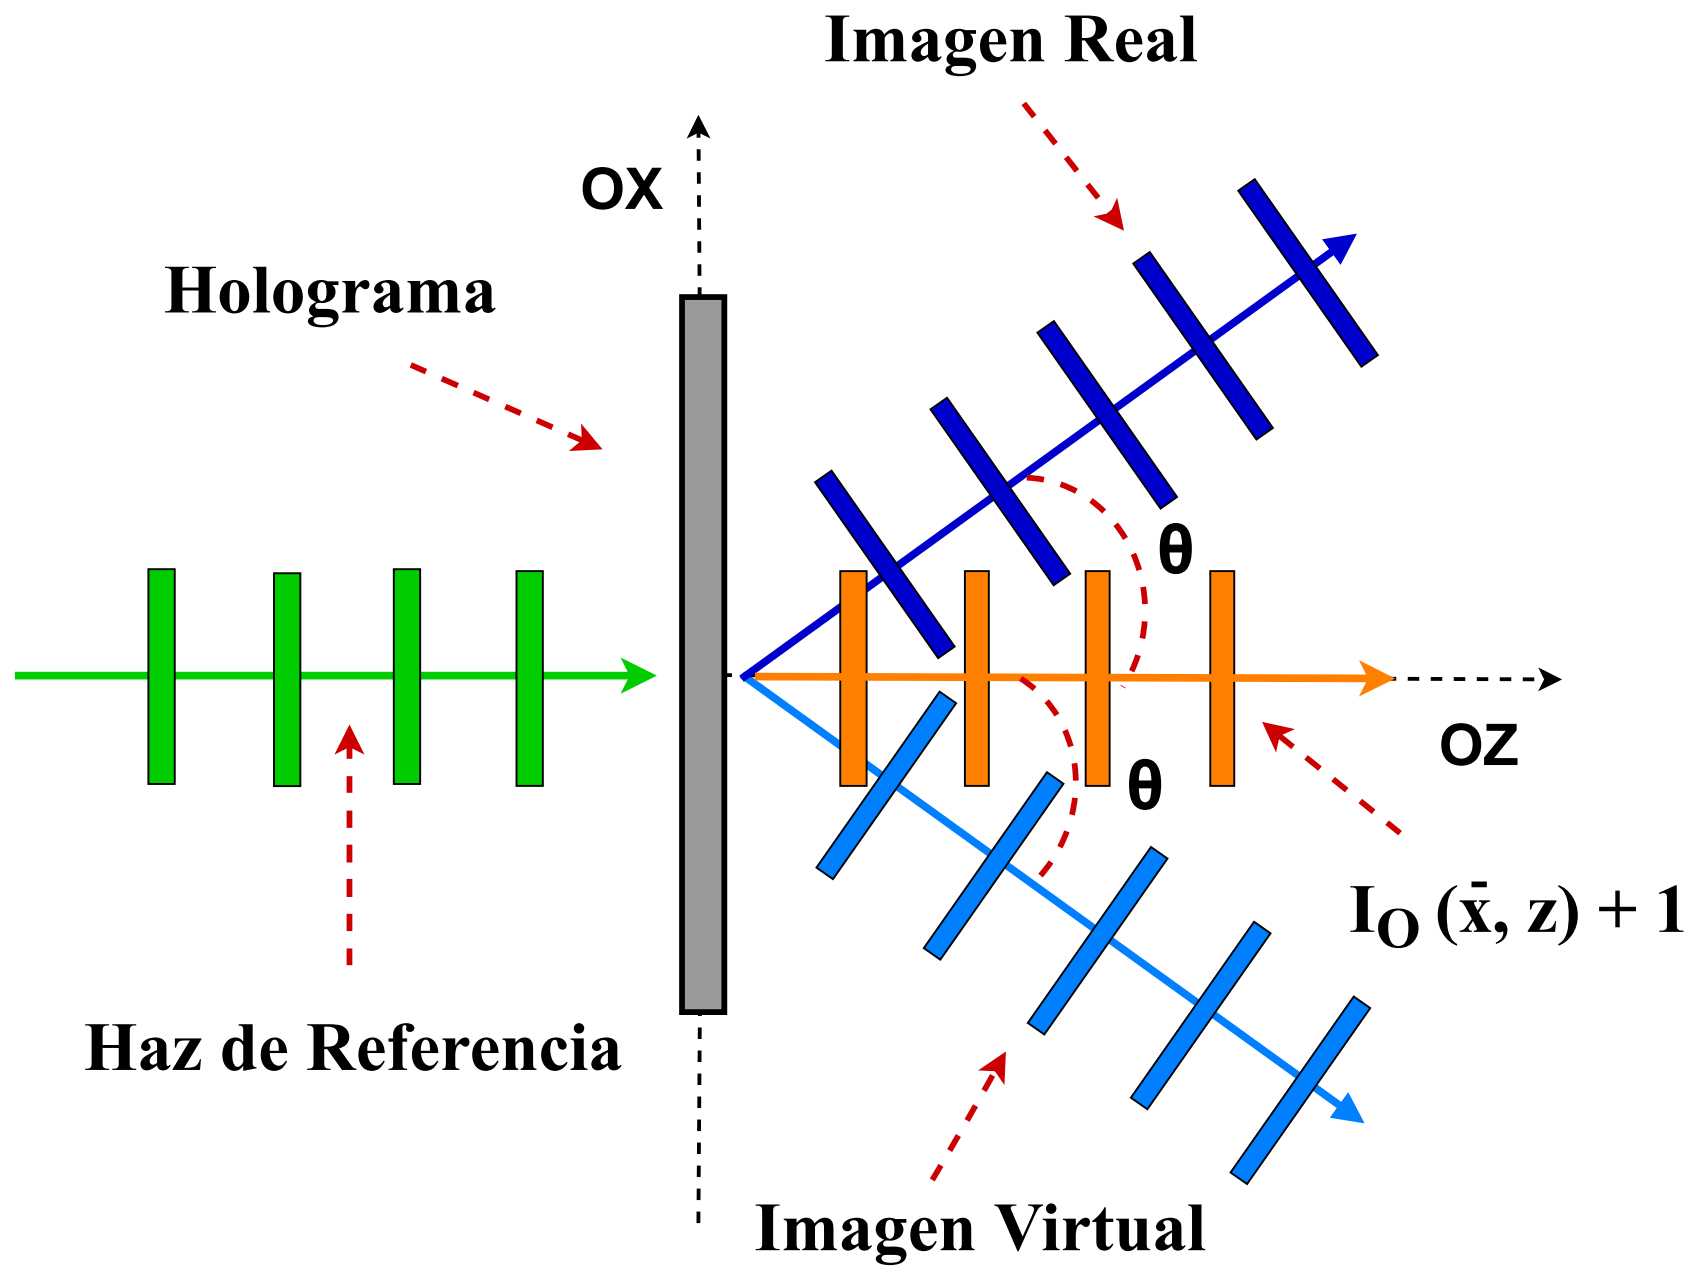 Imagen Real
OX
Holograma
θ
OZ
θ
I_O (x̄, z) + 1
Haz de Referencia
Imagen Virtual